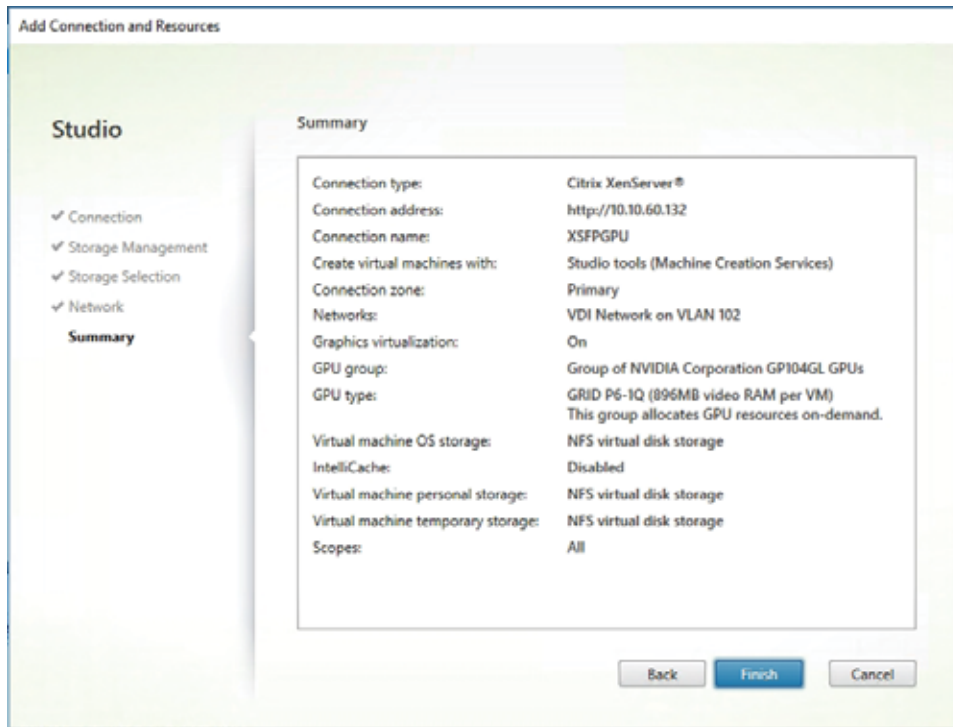 Add Connection and Resources
Studio
✔ Connection
✔ Storage Management
✔ Storage Selection
✔ Network
Summary
Summary
Connection type: Citrix XenServer®
Connection address: http://10.10.60.132
Connection name: XSFPGPU
Create virtual machines with: Studio tools (Machine Creation Services)
Connection zone: Primary
Networks: VDI Network on VLAN 102
Graphics virtualization: On
GPU group: Group of NVIDIA Corporation GP104GL GPUs
GPU type: GRID P6-1Q (896MB video RAM per VM)
This group allocates GPU resources on-demand.
Virtual machine OS storage: NFS virtual disk storage
IntelliCache: Disabled
Virtual machine personal storage: NFS virtual disk storage
Virtual machine temporary storage: NFS virtual disk storage
Scopes: All
Back Finish Cancel